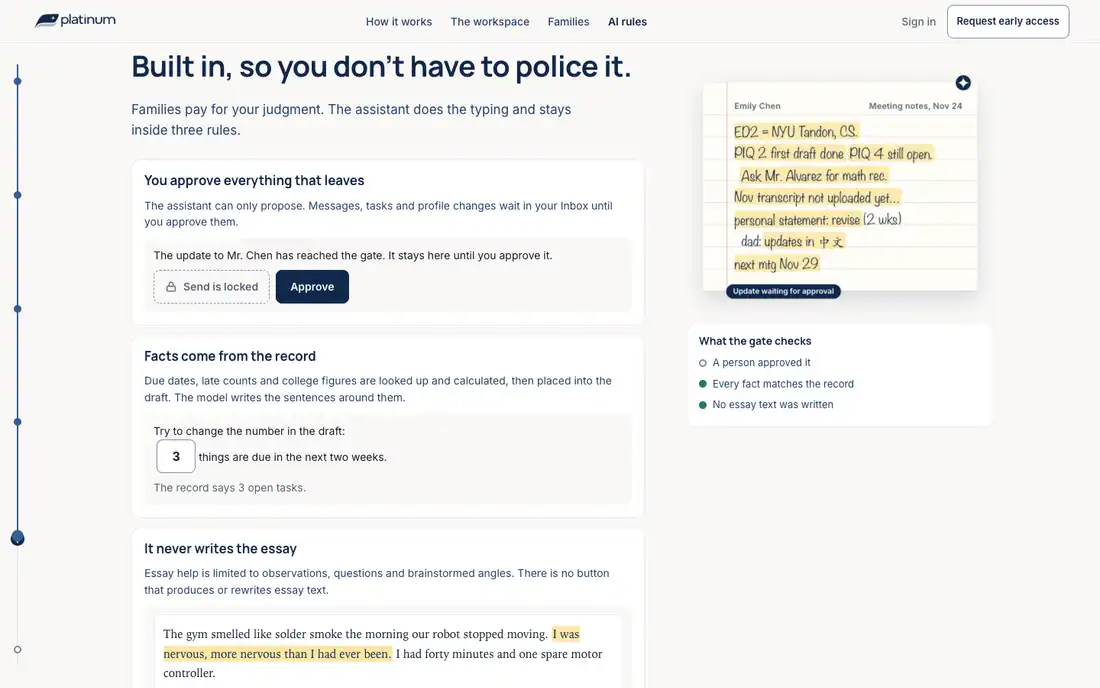 platinum
How it works The workspace Families AI rules
Sign in Request early access
Built in, so you don't have to police it.
Families pay for your judgment. The assistant does the typing and stays
inside three rules.
You approve everything that leaves
The assistant can only propose. Messages, tasks and profile changes wait in your Inbox until
you approve them.
The update to Mr. Chen has reached the gate. It stays here until you approve it.
Send is locked Approve
Facts come from the record
Due dates, late counts and college figures are looked up and calculated, then placed into the
draft. The model writes the sentences around them.
Try to change the number in the draft:
3 things are due in the next two weeks.
The record says 3 open tasks.
It never writes the essay
Essay help is limited to observations, questions and brainstormed angles. There is no button
that produces or rewrites essay text.
The gym smelled like solder smoke the morning our robot stopped moving. I was
nervous, more nervous than I had ever been. I had forty minutes and one spare motor
controller.
Emily Chen Meeting notes, Nov 24
ED2 = NYU Tandon, CS.
PIQ 2 first draft done PIQ 4 still open.
Ask Mr. Alvarez for math rec.
Nov transcript not uploaded yet...
personal statement: revise (2 wks)
dad: updates in 中文
next mtg Nov 29
Update waiting for approval
What the gate checks
A person approved it
Every fact matches the record
No essay text was written